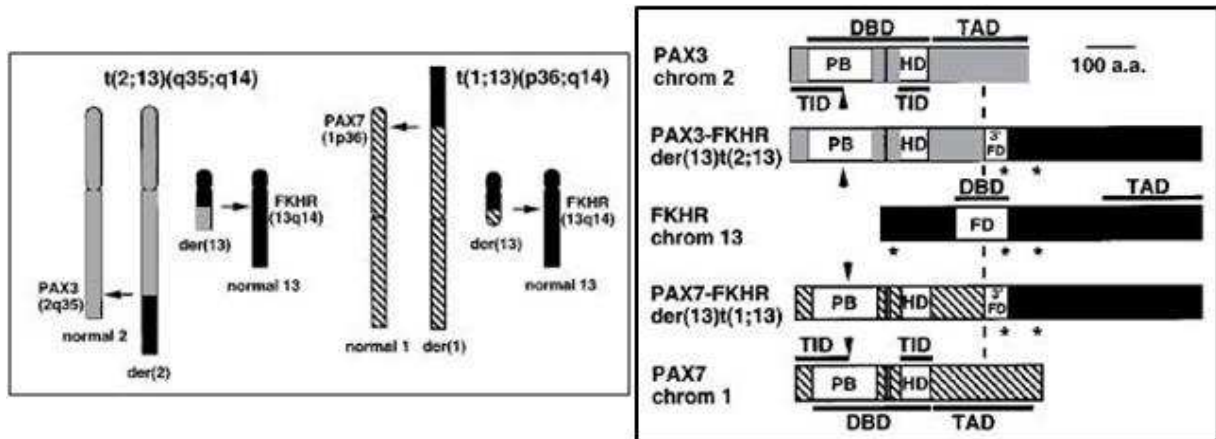 t(2;13)(q35;q14)
t(1;13)(p36;q14)
PAX7
(1p36)
FKHR
(13q14)
der(13)
normal 13
PAX3
(2q35)
normal 2
der(2)
FKHR
(13q14)
der(13)
normal 13
normal 1
der(1)
DBD
TAD
PAX3
chrom 2
PB
HD
100 a.a.
TID
TID
PAX3-FKHR
der(13)t(2;13)
PB
HD
3'
FD
* *
DBD
TAD
FKHR
chrom 13
FD
* * *
PAX7-FKHR
der(13)t(1;13)
PB
HD
3'
FD
* *
TID
TID
PAX7
chrom 1
PB
HD
DBD
TAD